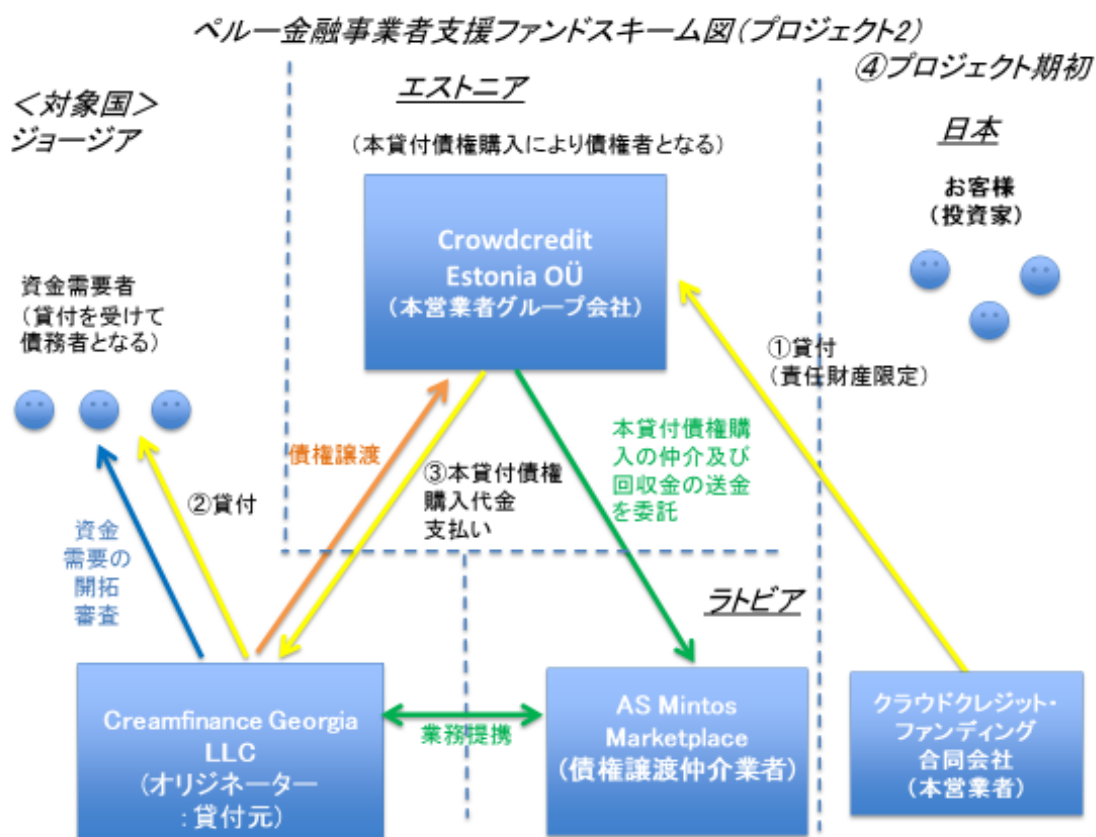 ペルー金融事業者支援ファンドスキーム図(プロジェクト2)
④プロジェクト期初
<対象国>
ジョージア
エストニア
(本貸付債権購入により債権者となる)
日本
お客様
(投資家)
Crowdcredit
Estonia OÜ
(本営業者グループ会社)
資金需要者
(貸付を受けて
債務者となる)
①貸付
(責任財産限定)
債権譲渡
③本貸付債権
購入代金
支払い
本貸付債権購
入の仲介及び
回収金の送金
を委託
②貸付
資金
需要の
開拓
審査
ラトビア
Creamfinance Georgia
LLC
(オリジネーター
:貸付元)
業務提携
AS Mintos
Marketplace
(債権譲渡仲介業者)
クラウドクレジット・
ファンディング
合同会社
(本営業者)